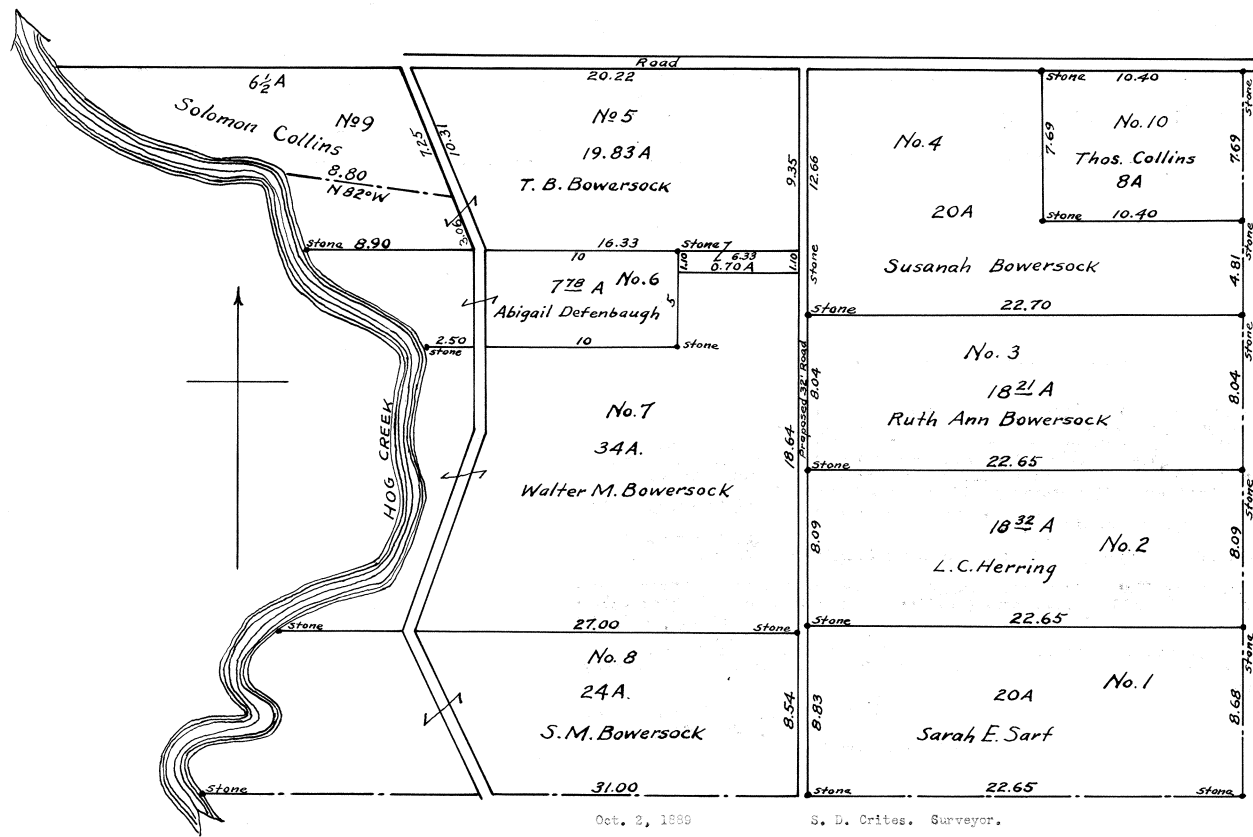 Road
20.22
6½ A
Solomon Collins
No 9
7.25
10.31
8.80
N 82° W
3.06
No 5
19.83 A
T. B. Bowersock
9.35
12.66
No. 4
20A
Susanah Bowersock
stone 10.40
stone
7.69
No. 10
Thos. Collins
8A
7.69
stone 10.40
stone
4.81
stone 8.90
16.33
stone 7
10
6.33
1.10
0.70 A
1.10
stone
7 78 A No. 6
Abigail Defenbaugh
5
2.50
stone
10
stone
stone
22.70
stone
No. 3
18 21 A
Ruth Ann Bowersock
8.04
8.04
Proposed 32' Road
18.64
No. 7
34A.
Walter M. Bowersock
HOG CREEK
stone
22.65
stone
18 32 A
No. 2
L. C. Herring
8.09
8.09
stone
27.00
stone
stone
22.65
stone
No. 8
24A.
S. M. Bowersock
8.54
8.83
20A
No. 1
Sarah E. Sarf
8.68
stone
31.00
stone
22.65
stone
Oct. 2, 1889
S. D. Crites. Surveyor.